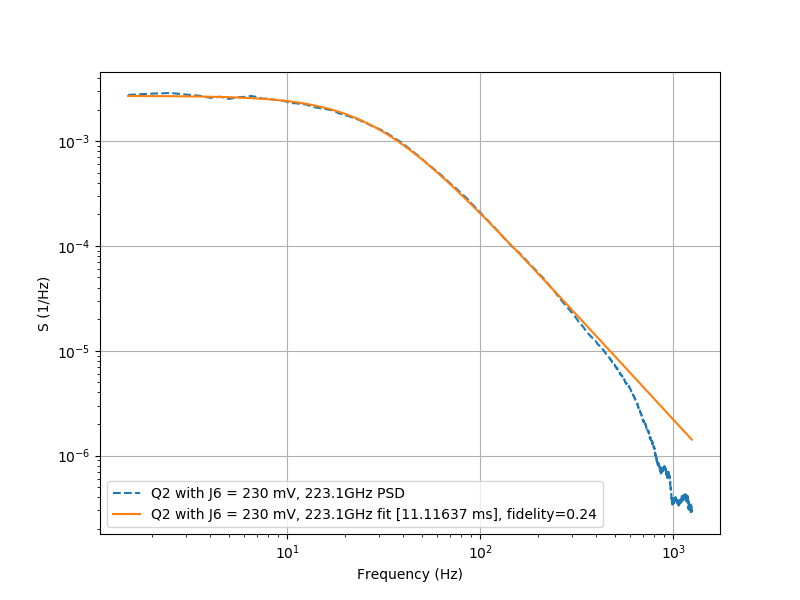 10⁻³
10⁻⁴
10⁻⁵
10⁻⁶
S (1/Hz)
Q2 with J6 = 230 mV, 223.1GHz PSD
Q2 with J6 = 230 mV, 223.1GHz fit [11.11637 ms], fidelity=0.24
10¹
10²
10³
Frequency (Hz)